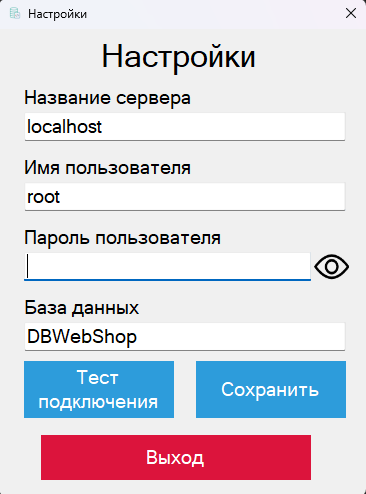 Настройки
Настройки
Название сервера
localhost
Имя пользователя
root
Пароль пользователя
База данных
DBWebShop
Тест
подключения
Сохранить
Выход